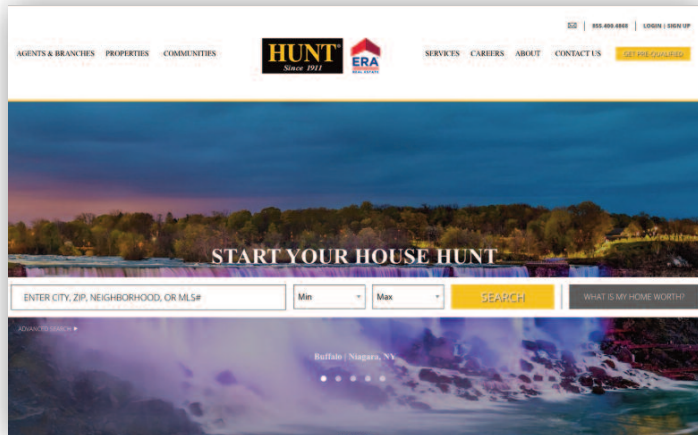 855.400.4868 | LOGIN | SIGN UP
AGENTS & BRANCHES PROPERTIES COMMUNITIES
HUNT®
Since 1911
ERA
REAL ESTATE
SERVICES CAREERS ABOUT CONTACT US GET PRE-QUALIFIED
START YOUR HOUSE HUNT
ENTER CITY, ZIP, NEIGHBORHOOD, OR MLS# Min Max SEARCH WHAT IS MY HOME WORTH?
ADVANCED SEARCH
Buffalo | Niagara, NY